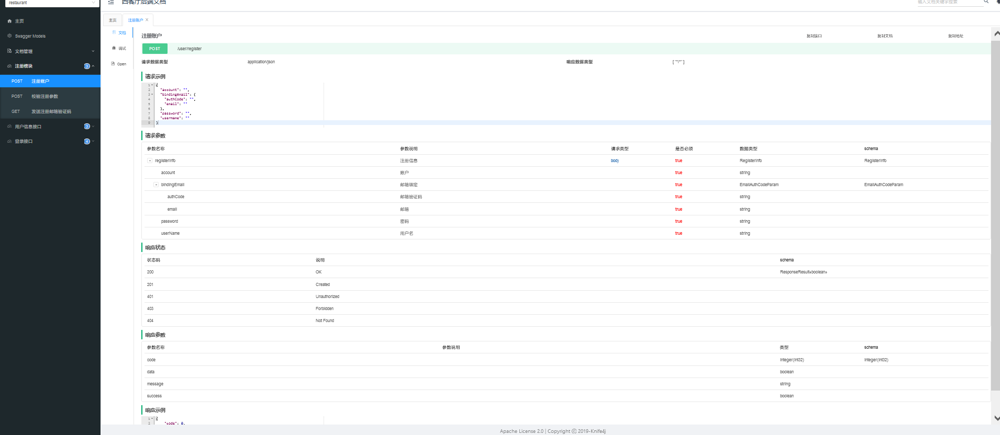 restaurant
主页
Swagger Models
文档管理
注册模块 3
POST 注册账户
POST 校验注册参数
GET 发送注册邮箱验证码
用户信息接口 3
登录接口 4
西客厅后端文档
输入文档关键字搜索
主页 注册账户 ×
文档
调试
Open
注册账户 复制接口 复制文档 复制地址
POST /user/register
请求数据类型 application/json 响应数据类型 [ "*/*" ]
请求示例
1 {
2 "account": "",
3 "bindingEmail": {
4 "authCode": "",
5 "email": ""
6 },
7 "password": "",
8 "userName": ""
9 }
请求参数
参数名称 参数说明 请求类型 是否必须 数据类型 schema
- registerInfo 注册信息 body true RegisterInfo RegisterInfo
account 账户 true string
- bindingEmail 邮箱绑定 true EmailAuthCodeParam EmailAuthCodeParam
authCode 邮箱验证码 true string
email 邮箱 true string
password 密码 true string
userName 用户名 true string
响应状态
状态码 说明 schema
200 OK ResponseResult«boolean»
201 Created
401 Unauthorized
403 Forbidden
404 Not Found
响应参数
参数名称 参数说明 类型 schema
code integer(int32) integer(int32)
data boolean
message string
success boolean
响应示例
1 {
2 "code": 0,
Apache License 2.0 | Copyright © 2019-Knife4j